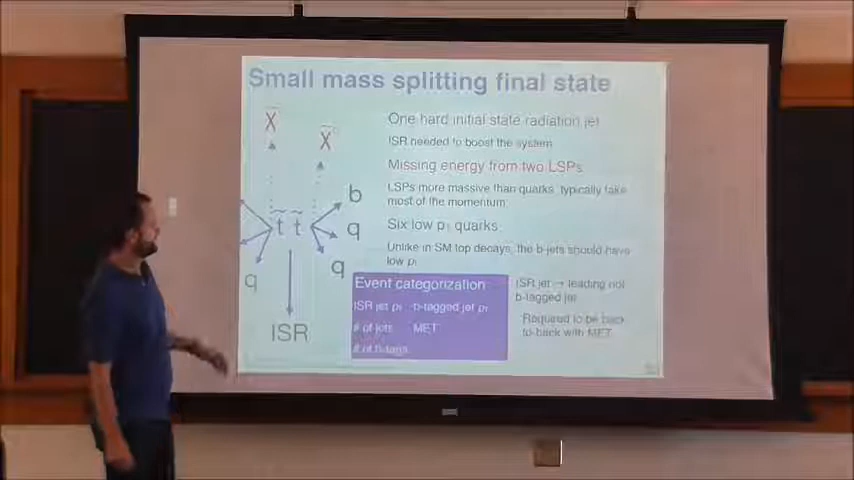 Small mass splitting final state
One hard initial state radiation jet
ISR needed to boost the system
Missing energy from two LSPs
LSPs more massive than quarks, typically take
most of the momentum
Six low pT quarks
Unlike in SM top decays, the b-jets should have
low pT
χ̃
χ̃
t̃ t̃
b
q
q
q
ISR
Event categorization
ISR jet pT b-tagged jet pT
# of jets MET
# of b-tags
ISR jet → leading not
b-tagged jet
Required to be back
to-back with MET